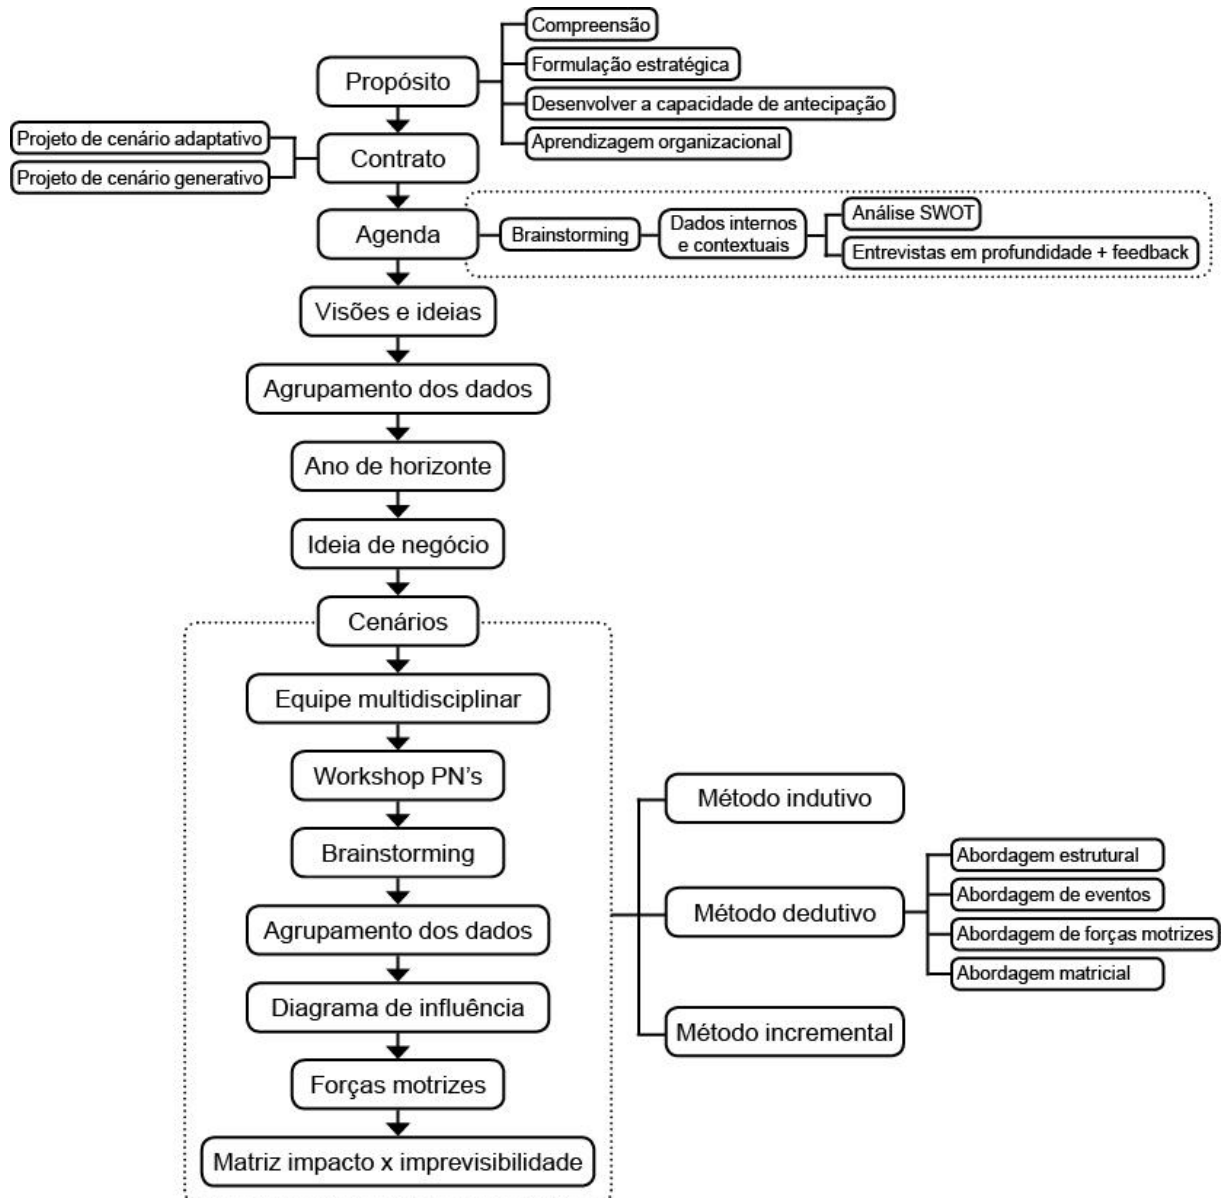 Compreensão
Formulação estratégica
Propósito
Desenvolver a capacidade de antecipação
Aprendizagem organizacional
Projeto de cenário adaptativo
Contrato
Projeto de cenário generativo
Agenda
Brainstorming
Dados internos
e contextuais
Análise SWOT
Entrevistas em profundidade + feedback
Visões e ideias
Agrupamento dos dados
Ano de horizonte
Ideia de negócio
Cenários
Equipe multidisciplinar
Workshop PN's
Brainstorming
Agrupamento dos dados
Diagrama de influência
Forças motrizes
Matriz impacto x imprevisibilidade
Método indutivo
Método dedutivo
Abordagem estrutural
Abordagem de eventos
Abordagem de forças motrizes
Abordagem matricial
Método incremental